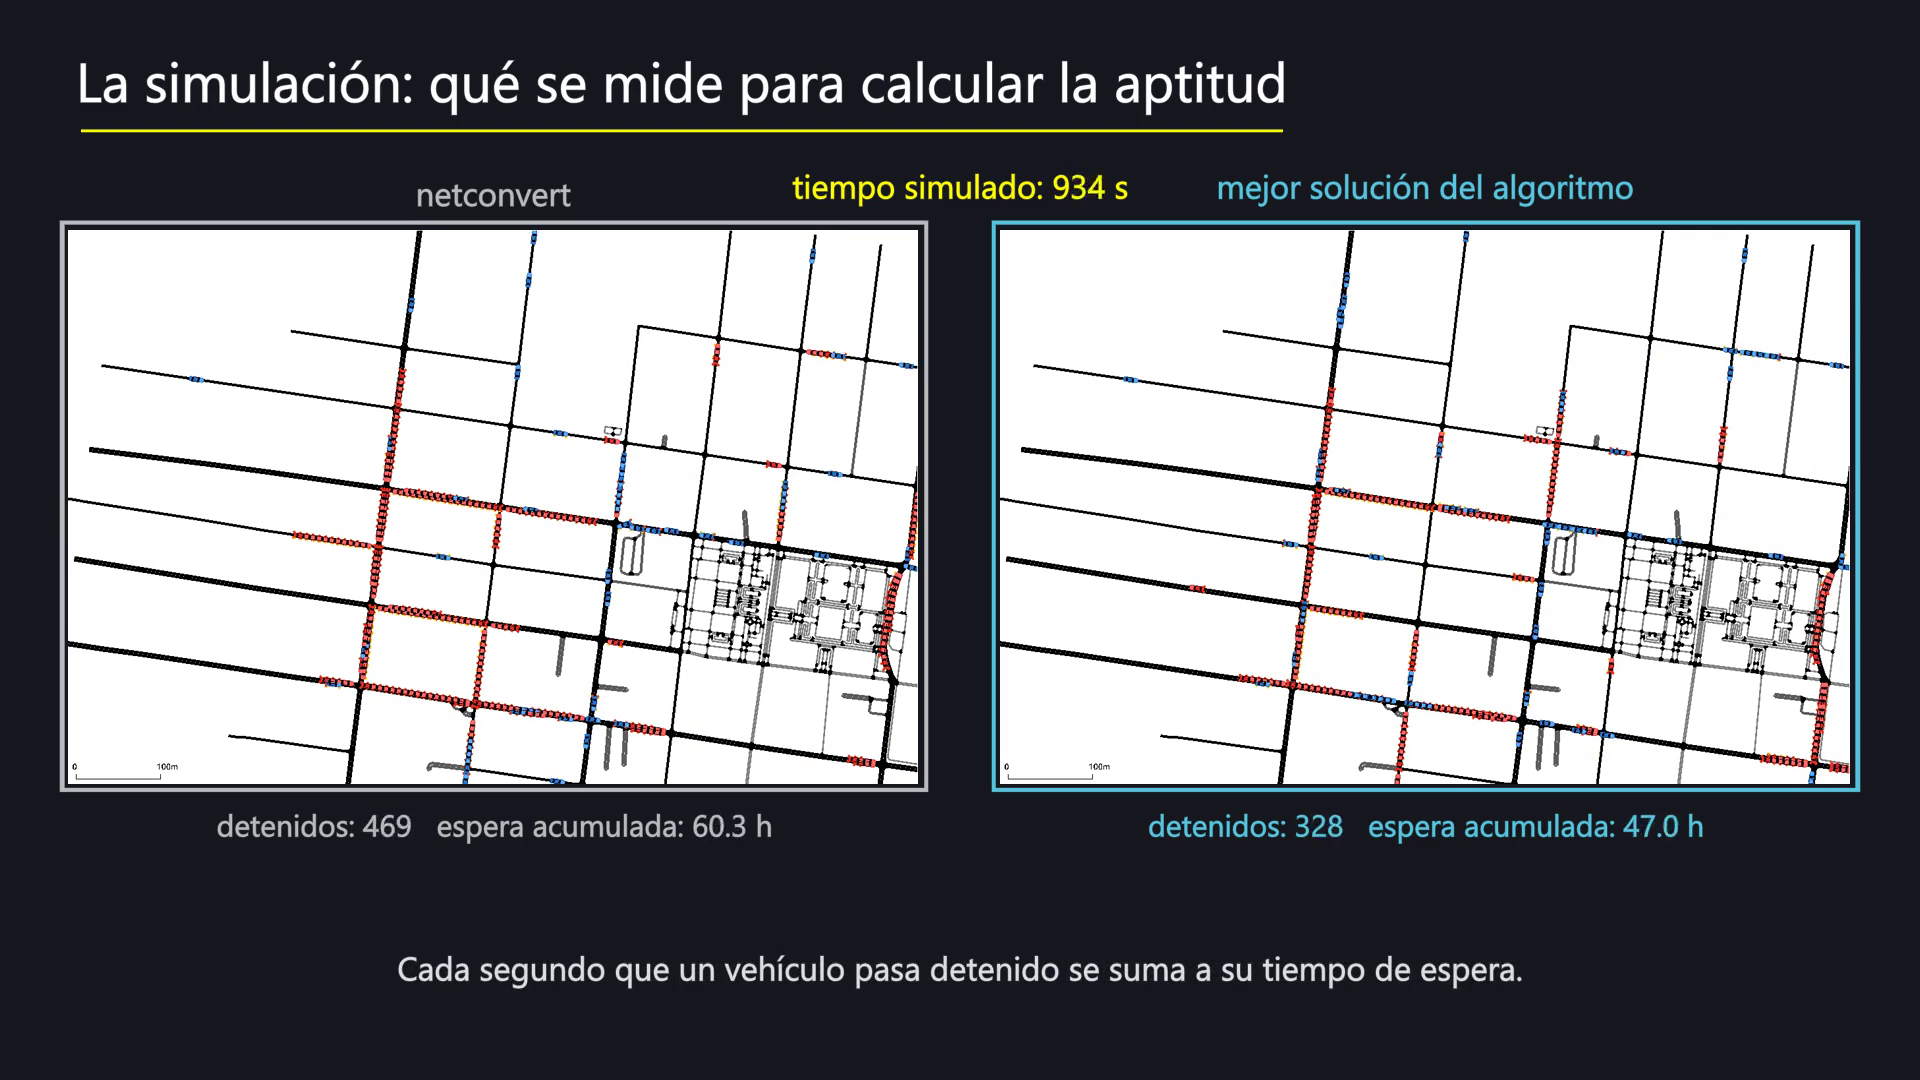 La simulación: qué se mide para calcular la aptitud
netconvert
tiempo simulado: 934 s
mejor solución del algoritmo
0 100m
0 100m
detenidos: 469 espera acumulada: 60.3 h
detenidos: 328 espera acumulada: 47.0 h
Cada segundo que un vehículo pasa detenido se suma a su tiempo de espera.